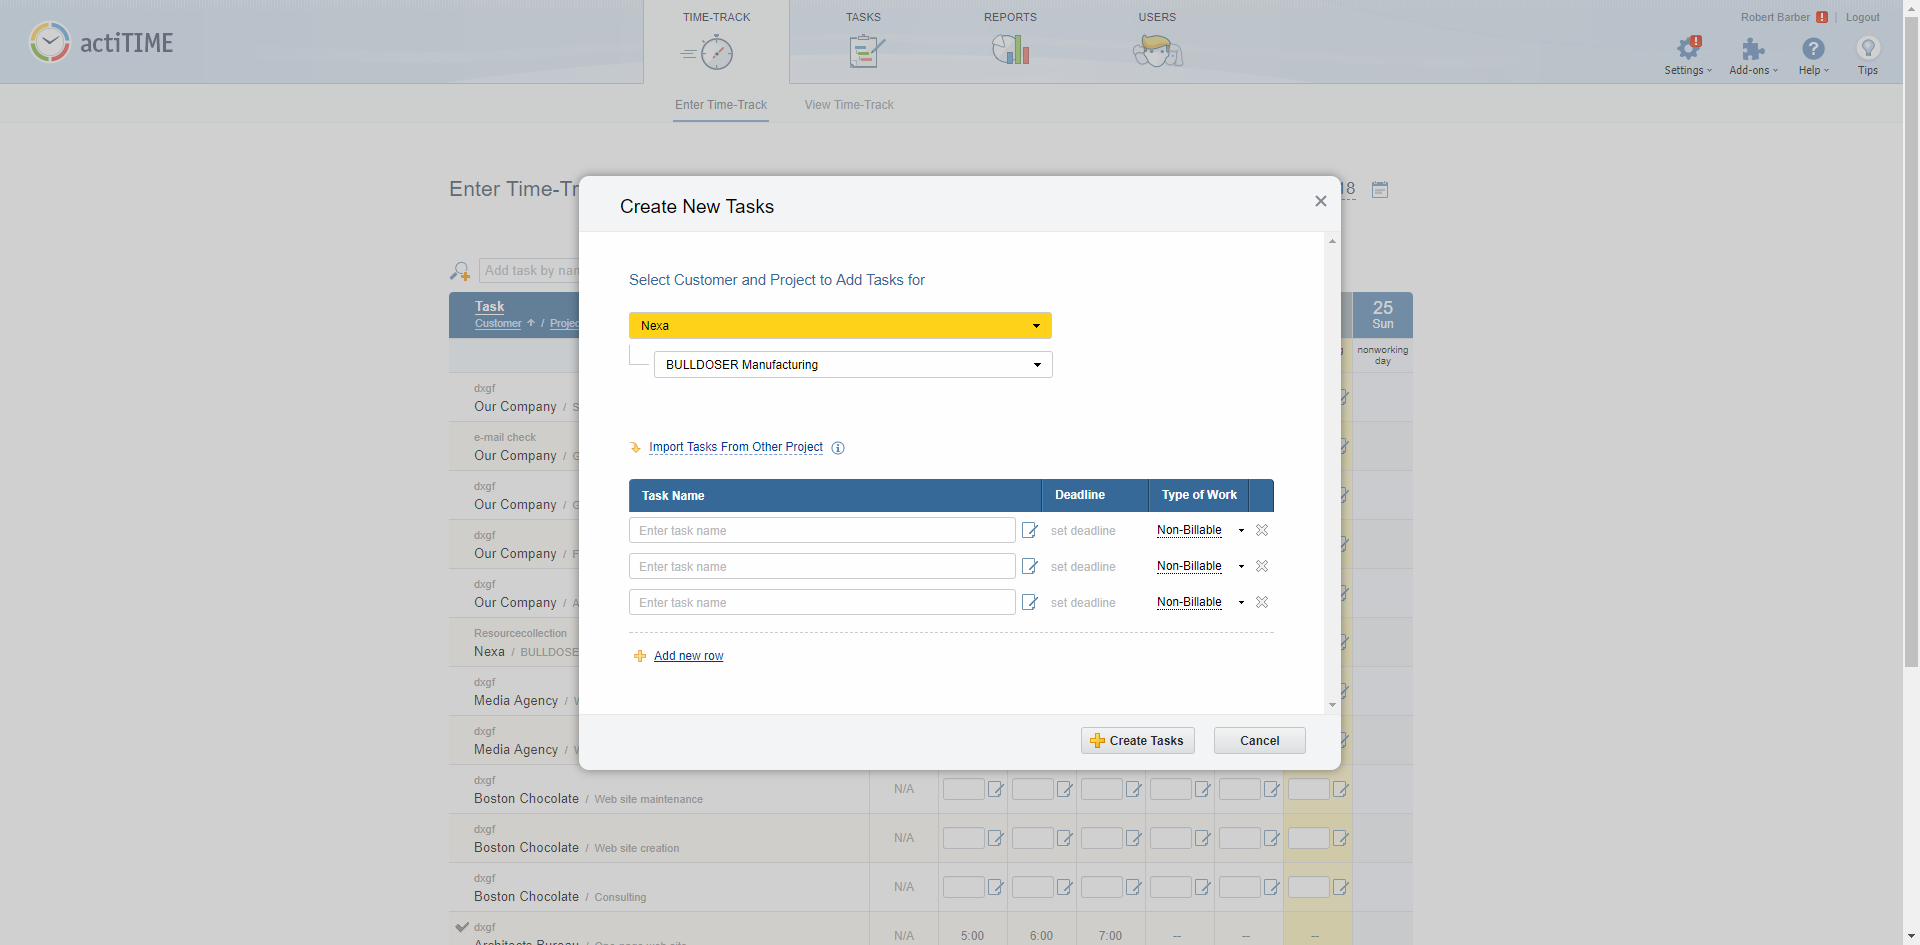 actiTIME
TIME-TRACK
TASKS
REPORTS
USERS
Robert Barber ! | Logout
Settings
Add-ons
Help
Tips
Enter Time-Track
View Time-Track
Enter Time-Tr
18
Create New Tasks
Add task by nam
Select Customer and Project to Add Tasks for
Task
Customer / Projec
25
Sun
nonworking
day
Nexa
BULLDOSER Manufacturing
dxgf
Our Company / S
e-mail check
Our Company / G
dxgf
Our Company / G
dxgf
Our Company / F
dxgf
Our Company / A
Resourcecollection
Nexa / BULLDOSE
dxgf
Media Agency /
dxgf
Media Agency /
Import Tasks From Other Project
Task Name Deadline Type of Work
Enter task name set deadline Non-Billable
Enter task name set deadline Non-Billable
Enter task name set deadline Non-Billable
Add new row
Create Tasks
Cancel
dxgf
Boston Chocolate / Web site maintenance N/A
dxgf
Boston Chocolate / Web site creation N/A
dxgf
Boston Chocolate / Consulting N/A
dxgf
Architects Bureau / One page web site N/A 5:00 6:00 7:00 -- -- --